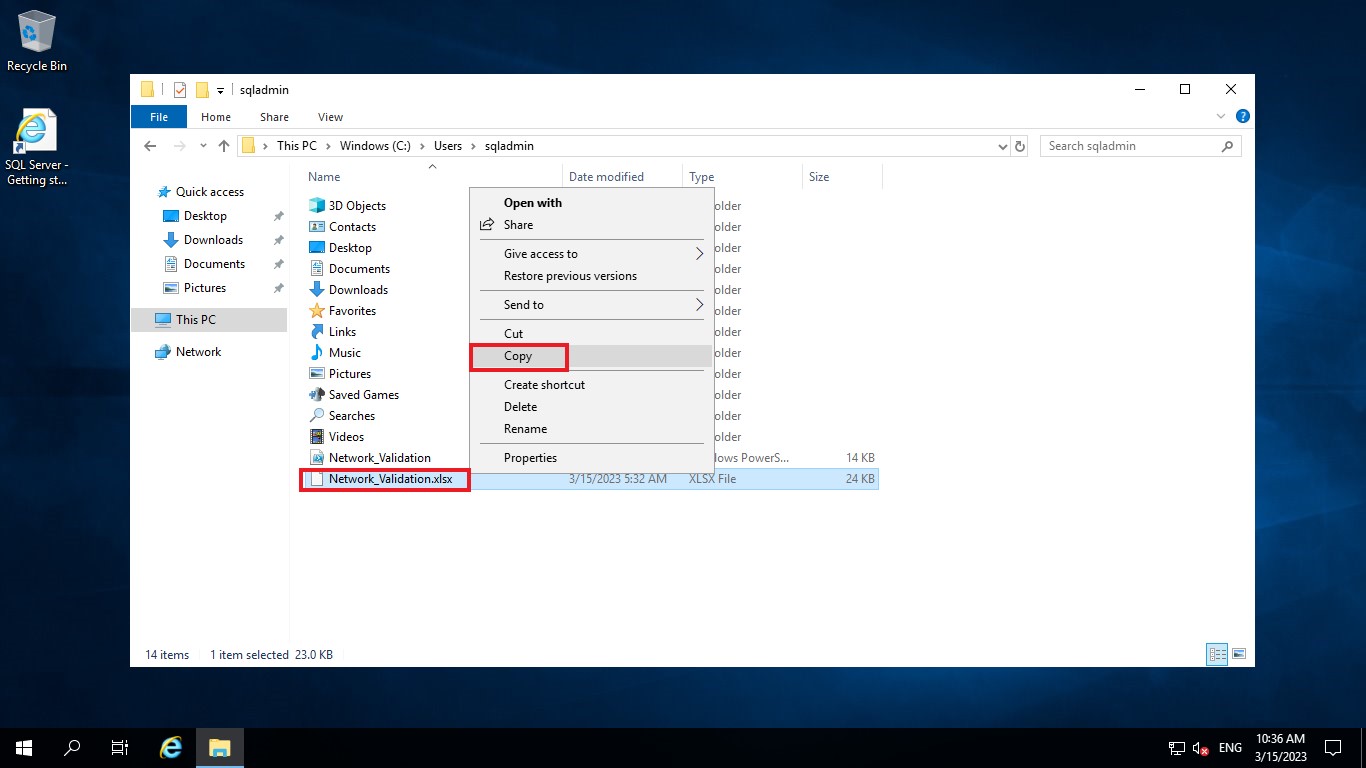 Recycle Bin
SQL Server -
Getting st...
sqladmin
File
Home
Share
View
This PC
Windows (C:)
Users
sqladmin
Search sqladmin
Name
Date modified
Type
Size
Quick access
Desktop
Downloads
Documents
Pictures
This PC
Network
3D Objects
Contacts
Desktop
Documents
Downloads
Favorites
Links
Music
Pictures
Saved Games
Searches
Videos
Network_Validation
Network_Validation.xlsx
Open with
Share
Give access to
Restore previous versions
Send to
Cut
Copy
Create shortcut
Delete
Rename
Properties
older
older
older
older
older
older
older
older
older
older
older
older
dows PowerS...
14 KB
3/15/2023 5:32 AM
XLSX File
24 KB
14 items
1 item selected 23.0 KB
ENG
10:36 AM
3/15/2023